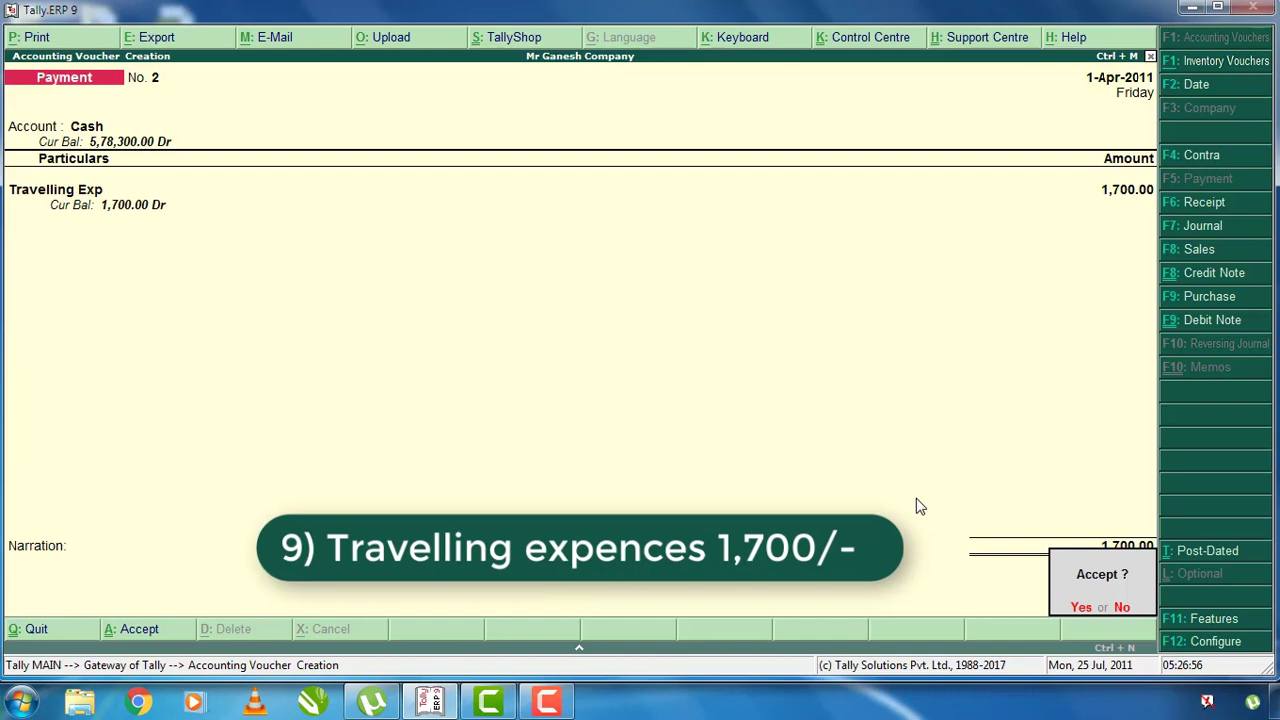 Tally.ERP 9
P: Print E: Export M: E-Mail O: Upload S: TallyShop G: Language K: Keyboard K: Control Centre H: Support Centre H: Help
Accounting Voucher Creation Mr Ganesh Company Ctrl + M
Payment No. 2 1-Apr-2011
Friday
Account : Cash
Cur Bal: 5,78,300.00 Dr
Particulars Amount
Travelling Exp 1,700.00
Cur Bal: 1,700.00 Dr
Narration: 1,700.00
9) Travelling expences 1,700/-
Accept ?
Yes or No
Q: Quit A: Accept D: Delete X: Cancel
Ctrl + N
Tally MAIN --> Gateway of Tally --> Accounting Voucher Creation (c) Tally Solutions Pvt. Ltd., 1988-2017 Mon, 25 Jul, 2011 05:26:56
F1: Accounting Vouchers
F1: Inventory Vouchers
F2: Date
F3: Company
F4: Contra
F5: Payment
F6: Receipt
F7: Journal
F8: Sales
F8: Credit Note
F9: Purchase
F9: Debit Note
F10: Reversing Journal
F10: Memos
T: Post-Dated
L: Optional
F11: Features
F12: Configure